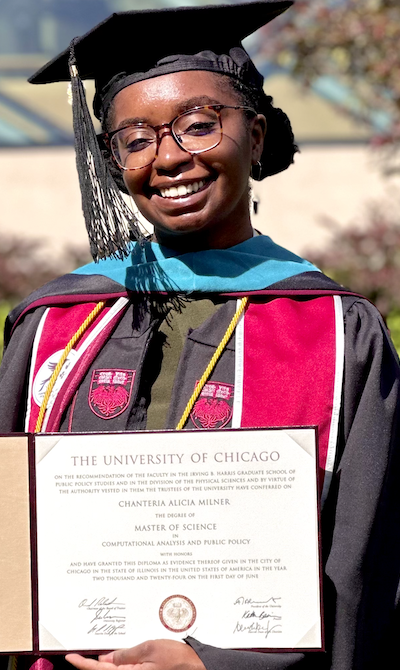 THE UNIVERSITY OF CHICAGO
ON THE RECOMMENDATION OF THE FACULTY IN THE IRVING B. HARRIS GRADUATE SCHOOL OF
PUBLIC POLICY STUDIES AND IN THE DIVISION OF THE PHYSICAL SCIENCES AND BY VIRTUE OF
THE AUTHORITY VESTED IN THEM THE TRUSTEES OF THE UNIVERSITY HAVE CONFERRED ON
CHANTERIA ALICIA MILNER
THE DEGREE OF
MASTER OF SCIENCE
IN
COMPUTATIONAL ANALYSIS AND PUBLIC POLICY
WITH HONORS
AND HAVE GRANTED THIS DIPLOMA AS EVIDENCE THEREOF GIVEN IN THE CITY OF
CHICAGO IN THE STATE OF ILLINOIS IN THE UNITED STATES OF AMERICA IN THE YEAR
TWO THOUSAND AND TWENTY-FOUR ON THE FIRST DAY OF JUNE